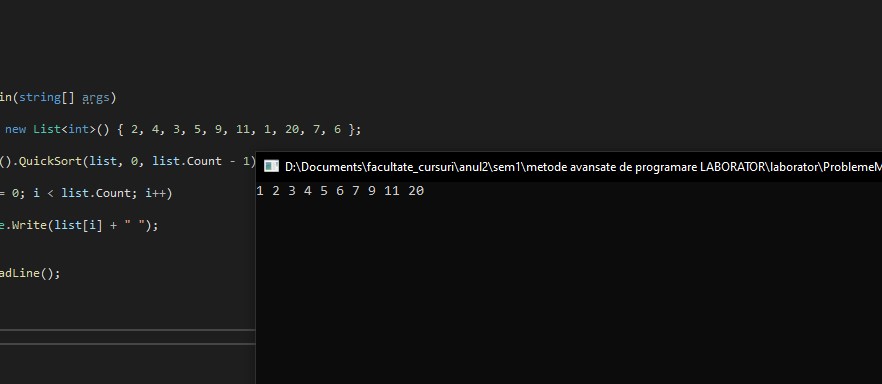 in(string[] args)
new List<int>() { 2, 4, 3, 5, 9, 11, 1, 20, 7, 6 };
().QuickSort(list, 0, list.Count - 1)
= 0; i < list.Count; i++)
e.Write(list[i] + " ");
adLine();
D:\Documents\facultate_cursuri\anul2\sem1\metode avansate de programare LABORATOR\laborator\ProblemeM
1 2 3 4 5 6 7 9 11 20